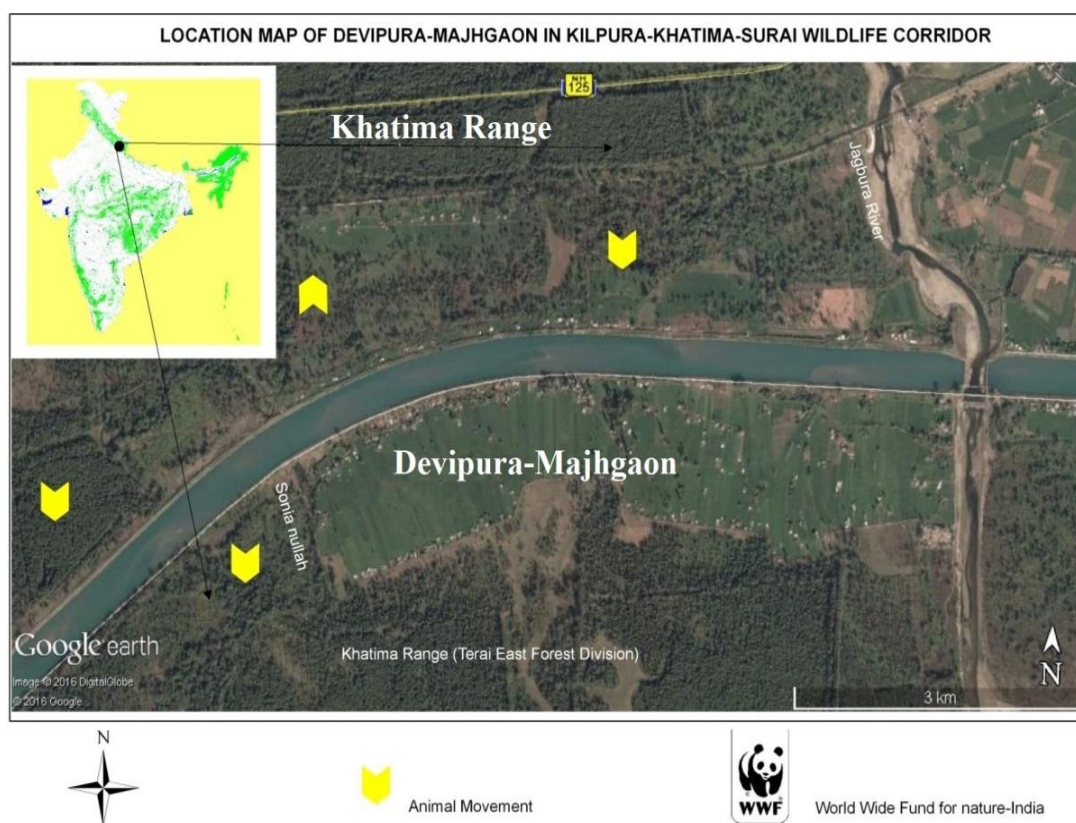 LOCATION MAP OF DEVIPURA-MAJHGAON IN KILPURA-KHATIMA-SURAI WILDLIFE CORRIDOR
NH
125
Khatima Range
Jagbura River
Devipura-Majhgaon
Sonia nullah
Google earth
Khatima Range (Terai East Forest Division)
N
Image © 2016 DigitalGlobe
© 2016 Google
3 km
N
Animal Movement
WWF
World Wide Fund for nature-India